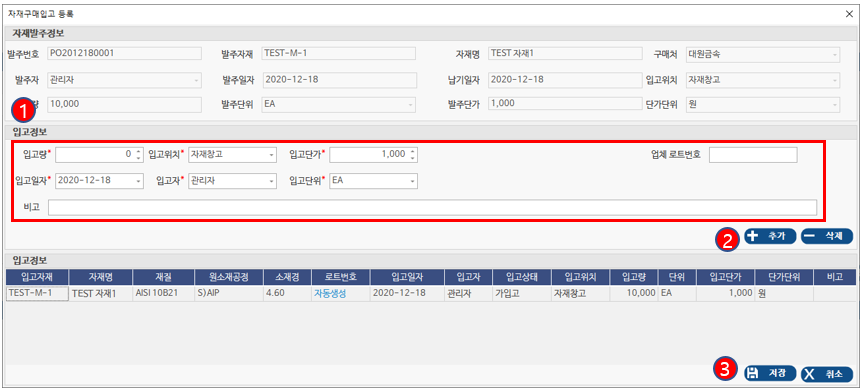 자재구매입고 등록
자재발주정보
발주번호 PO2012180001 발주자재 TEST-M-1 자재명 TEST 자재1 구매처 대원금속
발주자 관리자 발주일자 2020-12-18 납기일자 2020-12-18 입고위치 자재창고
1 량 10,000 발주단위 EA 발주단가 1,000 단가단위 원
입고정보
입고량* 0 입고위치* 자재창고 입고단가* 1,000 업체 로트번호
입고일자* 2020-12-18 입고자* 관리자 입고단위* EA
비고
2 추가 삭제
입고정보
입고자재 자재명 재질 원소재공정 소재경 로트번호 입고일자 입고자 입고상태 입고위치 입고량 단위 입고단가 단가단위 비고
TEST-M-1 TEST 자재1 AISI 10B21 S)AIP 4.60 자동생성 2020-12-18 관리자 가입고 자재창고 10,000 EA 1,000 원
3 저장 X 취소